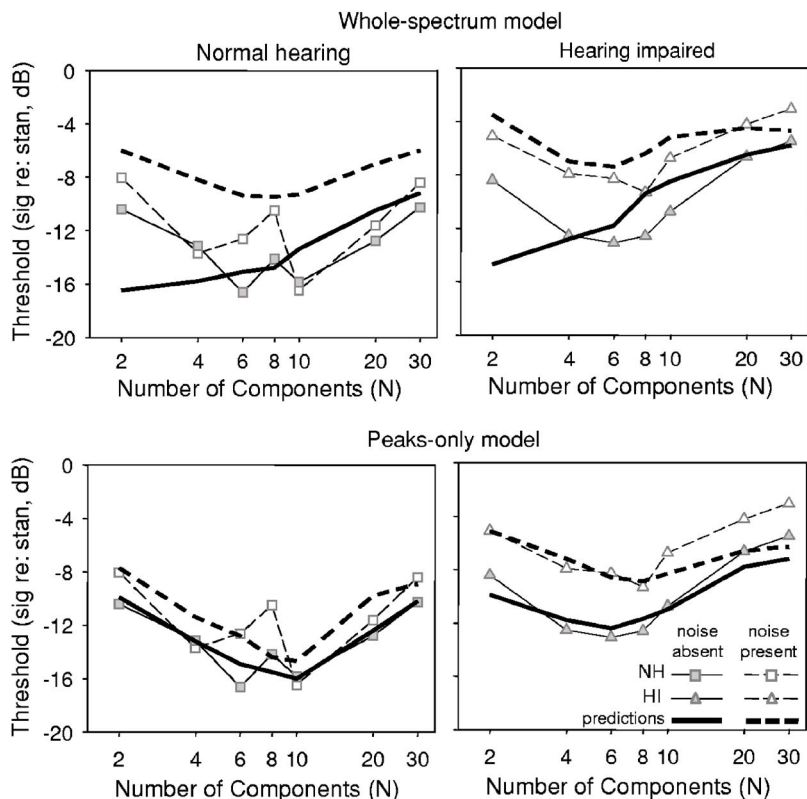 Whole-spectrum model
Normal hearing
Hearing impaired
Threshold (sig re: stan, dB)
0
-4
-8
-12
-16
-20
2 4 6 8 10 20 30
2 4 6 8 10 20 30
Number of Components (N)
Number of Components (N)
Peaks-only model
Threshold (sig re: stan, dB)
0
-4
-8
-12
-16
-20
noise noise
absent present
NH
HI
predictions
2 4 6 8 10 20 30
2 4 6 8 10 20 30
Number of Components (N)
Number of Components (N)